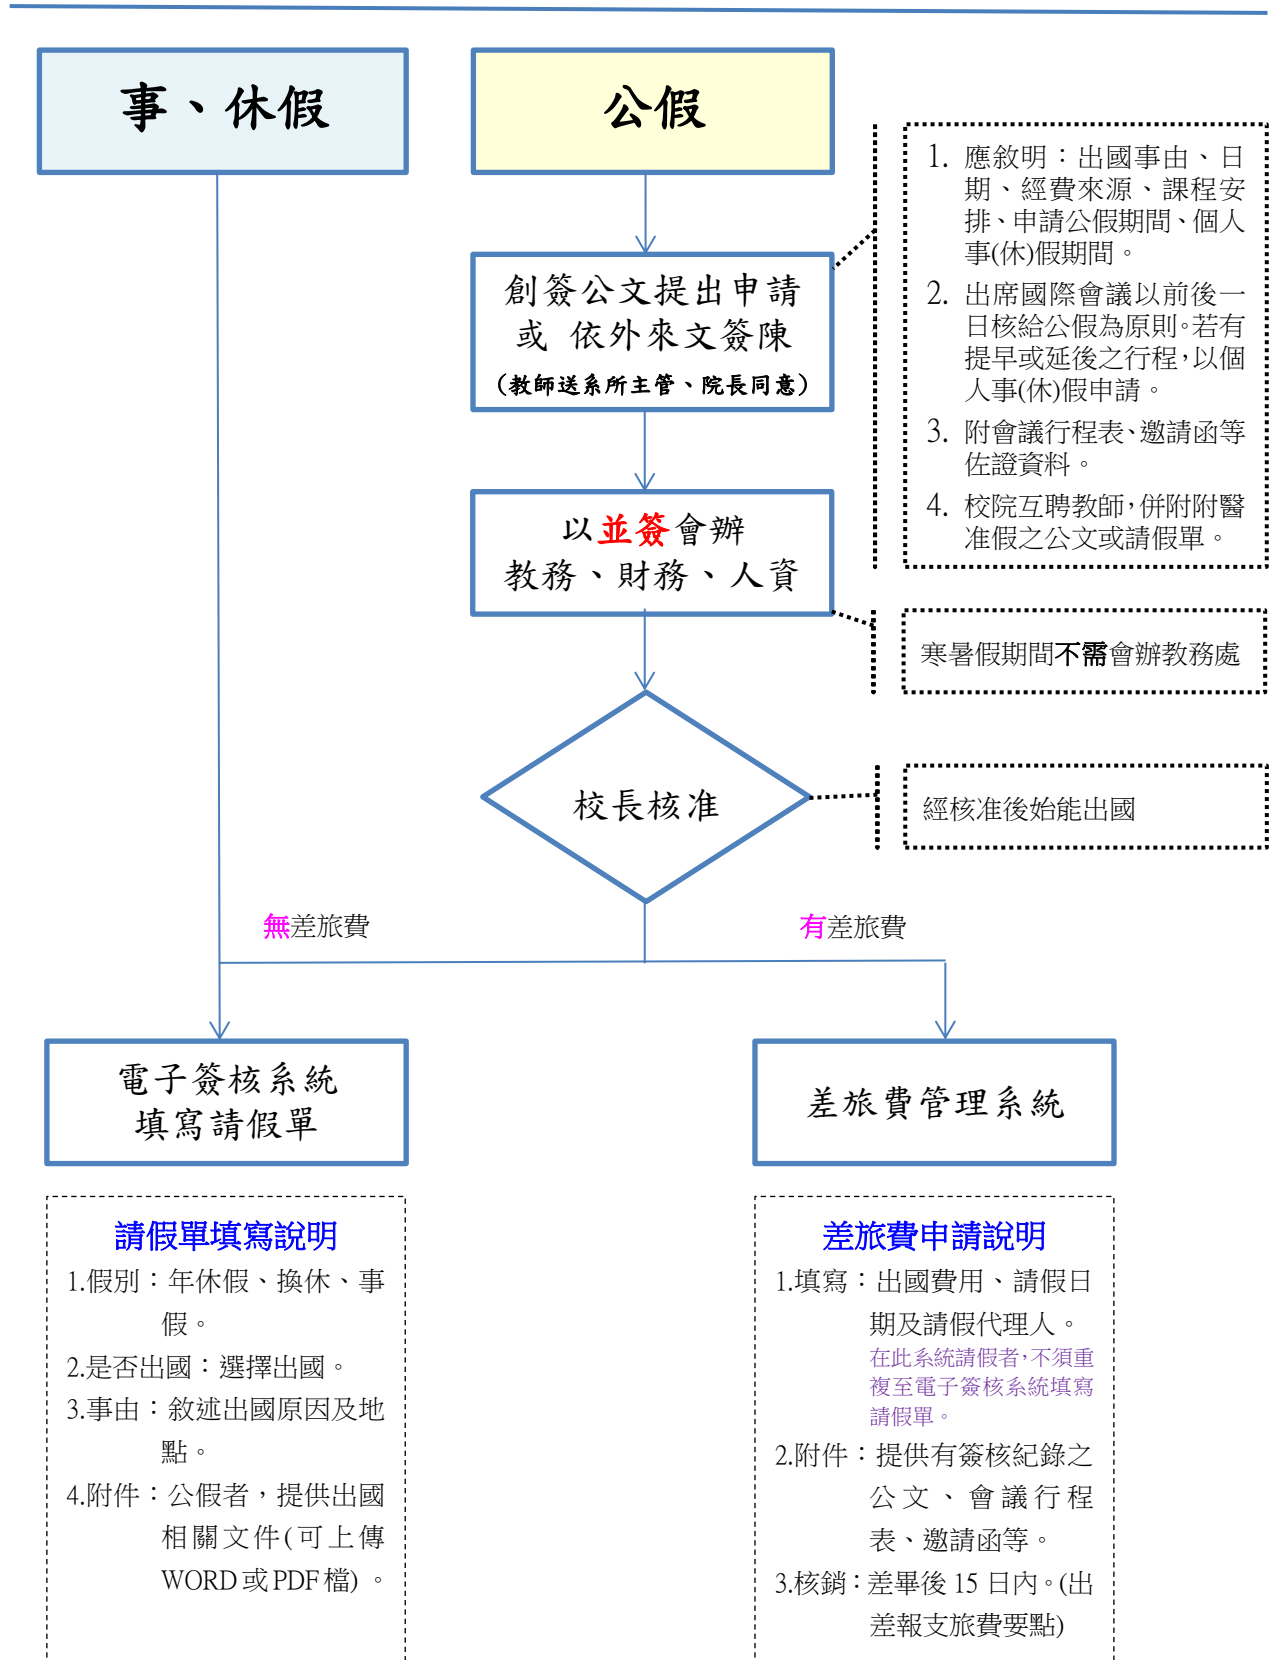 事、休假
公假
1. 應敘明：出國事由、日
期、經費來源、課程安
排、申請公假期間、個人
事(休)假期間。
2. 出席國際會議以前後一
日核給公假為原則。若有
提早或延後之行程，以個
人事(休)假申請。
3. 附會議行程表、邀請函等
佐證資料。
4. 校院互聘教師，併附附醫
准假之公文或請假單。
創簽公文提出申請
或 依外來文簽陳
(教師送系所主管、院長同意)
以並簽會辦
教務、財務、人資
寒暑假期間不需會辦教務處
校長核准
經核准後始能出國
無差旅費
有差旅費
電子簽核系統
填寫請假單
差旅費管理系統
請假單填寫說明
1.假別：年休假、換休、事
假。
2.是否出國：選擇出國。
3.事由：敘述出國原因及地
點。
4.附件：公假者，提供出國
相關文件(可上傳
WORD或PDF檔) 。
差旅費申請說明
1.填寫：出國費用、請假日
期及請假代理人。
在此系統請假者，不須重
複至電子簽核系統填寫
請假單。
2.附件：提供有簽核紀錄之
公文、會議行程
表、邀請函等。
3.核銷：差畢後 15 日內。(出
差報支旅費要點)